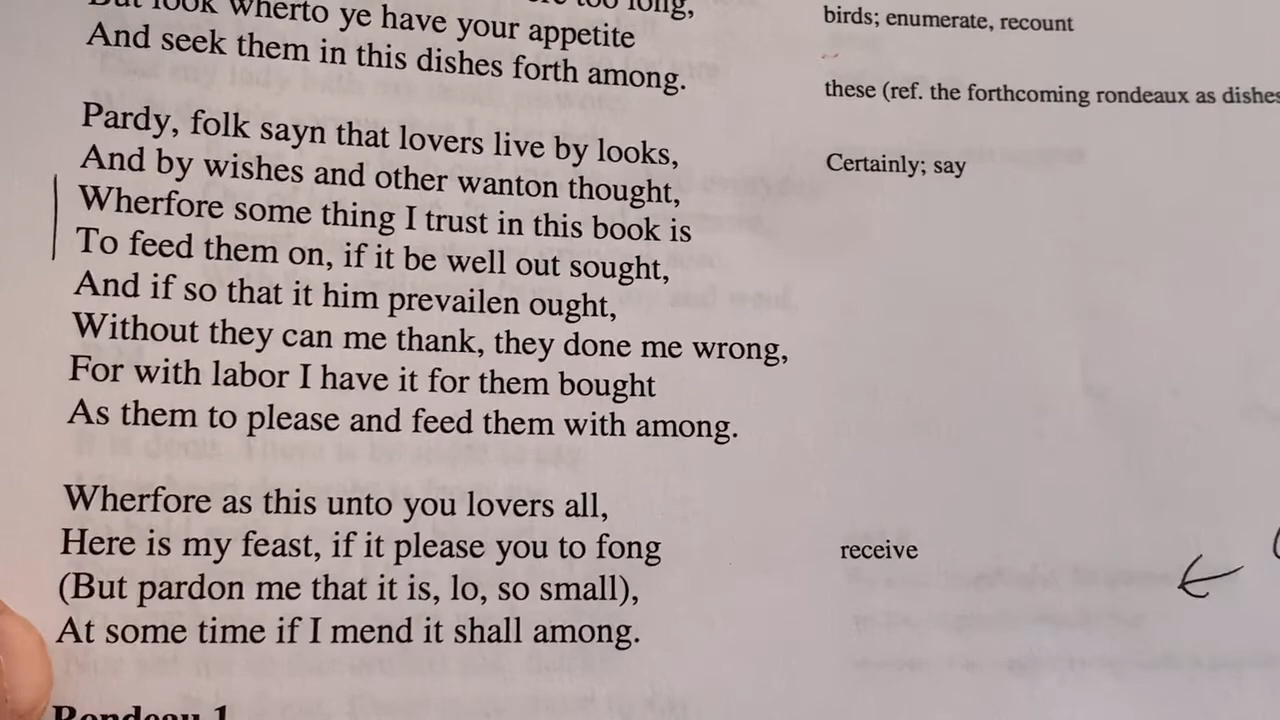 But look wherto ye have your appetite
And seek them in this dishes forth among.
Pardy, folk sayn that lovers live by looks,
And by wishes and other wanton thought,
Wherfore some thing I trust in this book is
To feed them on, if it be well out sought,
And if so that it him prevailen ought,
Without they can me thank, they done me wrong,
For with labor I have it for them bought
As them to please and feed them with among.
Wherfore as this unto you lovers all,
Here is my feast, if it please you to fong
(But pardon me that it is, lo, so small),
At some time if I mend it shall among.
Rondeau 1
birds; enumerate, recount
these (ref. the forthcoming rondeaux as dishes
Certainly; say
receive